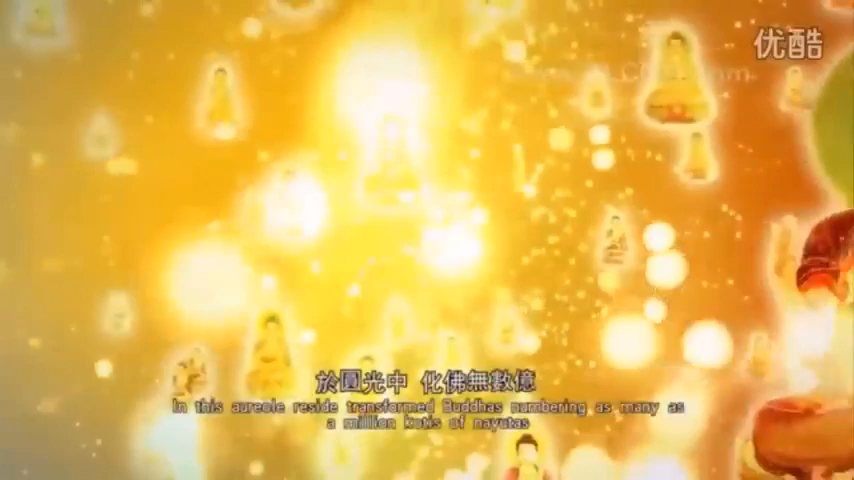 优酷
於圓光中 化佛無數億
In this aureole reside transformed Buddhas numbering as many as
a million kotis of nayutas